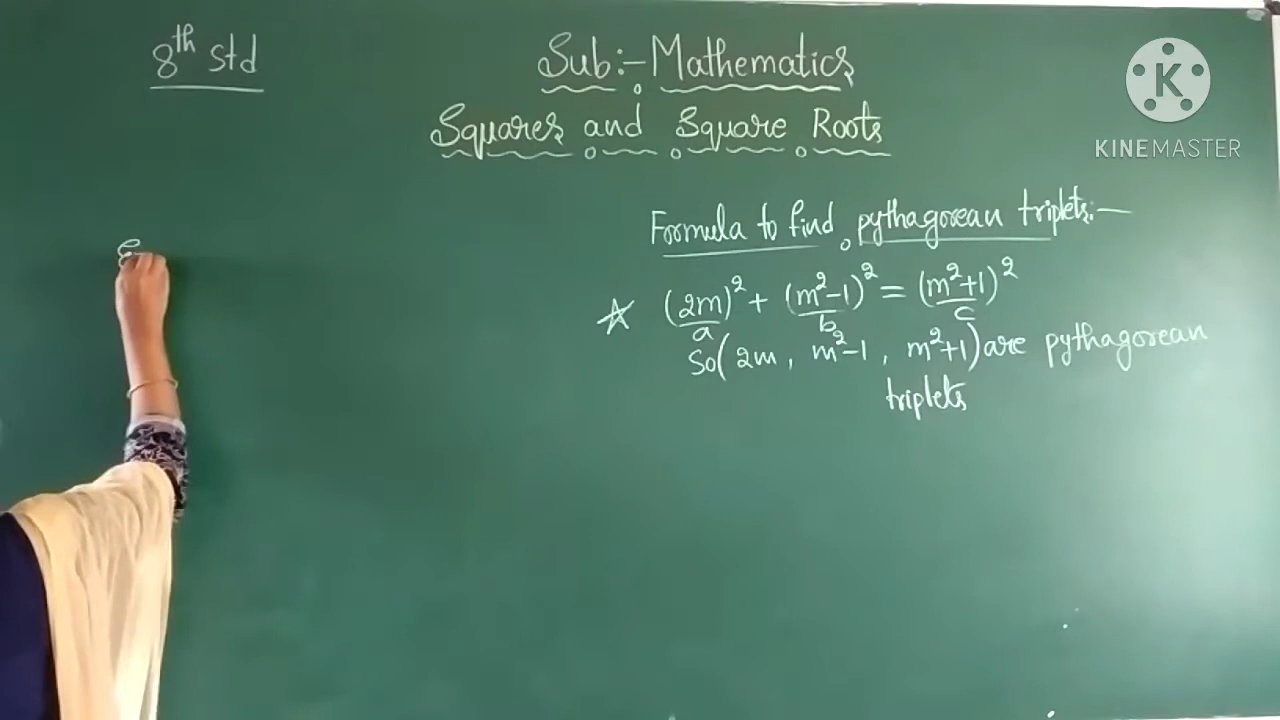 8th Std
Sub:- Mathematics
Squares and Square Roots
KINEMASTER
Formula to find pythagorean triplets:-
(2m)² + (m²-1)² = (m²+1)²
a b c
So (2m, m²-1, m²+1) are pythagorean
triplets